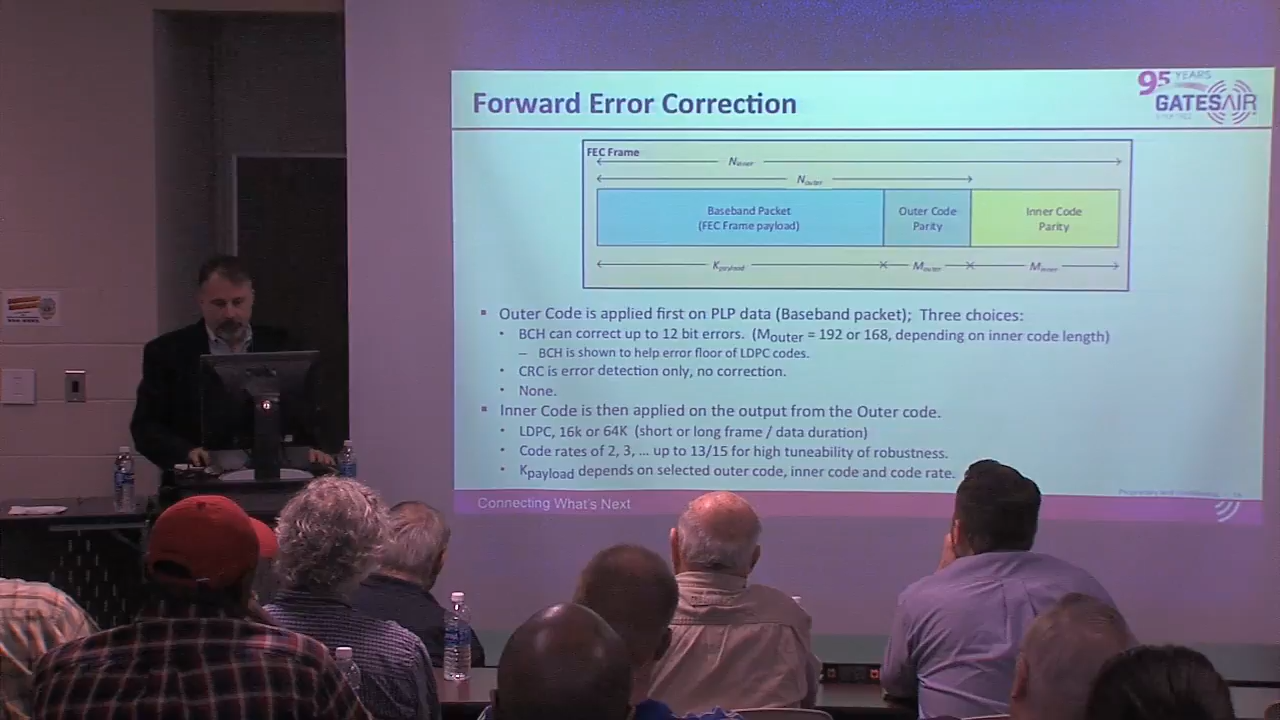 Forward Error Correction
95 YEARS
GATESAIR
FEC Frame
Ninner
Nouter
Baseband Packet
(FEC Frame payload)
Outer Code
Parity
Inner Code
Parity
Kpayload
Mouter
Minner
▪ Outer Code is applied first on PLP data (Baseband packet); Three choices:
• BCH can correct up to 12 bit errors. (Mouter = 192 or 168, depending on inner code length)
– BCH is shown to help error floor of LDPC codes.
• CRC is error detection only, no correction.
• None.
▪ Inner Code is then applied on the output from the Outer code.
• LDPC, 16k or 64K (short or long frame / data duration)
• Code rates of 2, 3, ... up to 13/15 for high tuneability of robustness.
• Kpayload depends on selected outer code, inner code and code rate.
Proprietary and confidential
Connecting What's Next